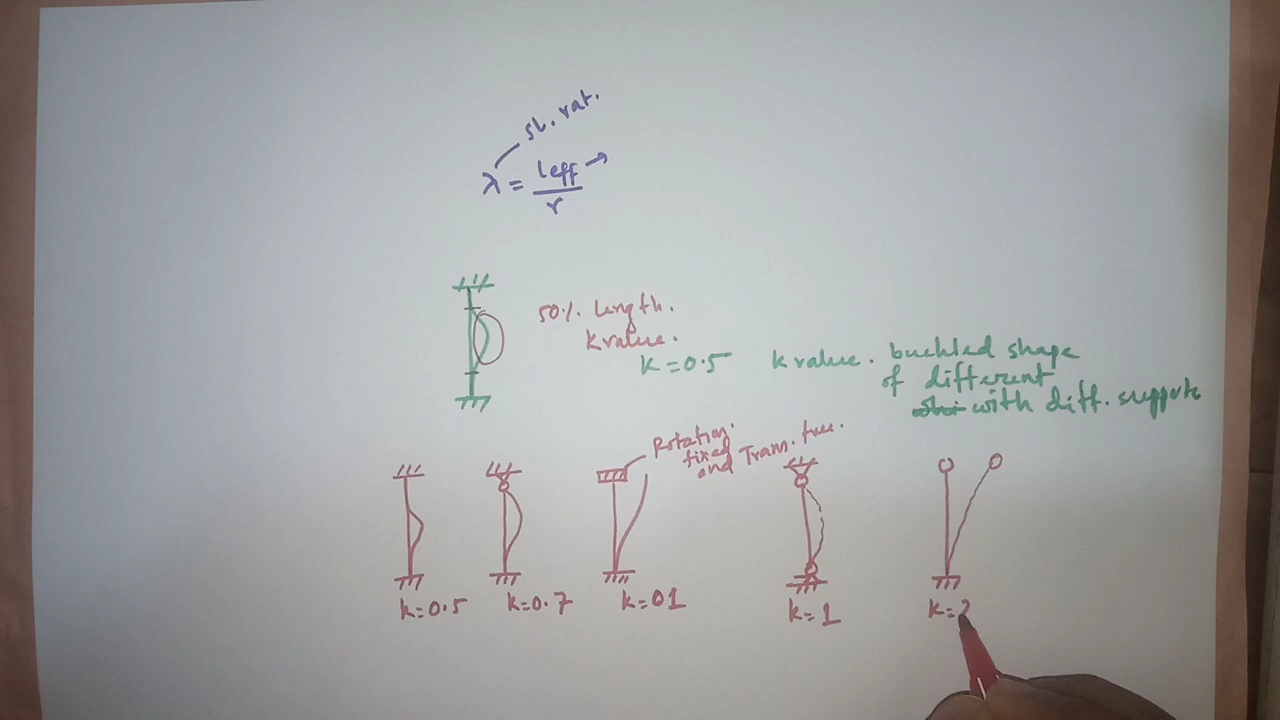 sl. rat.
λ = leff →
r
50% length.
k value.
k = 0.5
k value. buckled shape
of different
with diff. supports
Rotation.
fixed
and Tran. free.
k=0.5
k=0.7
k=01
k=1
k=2